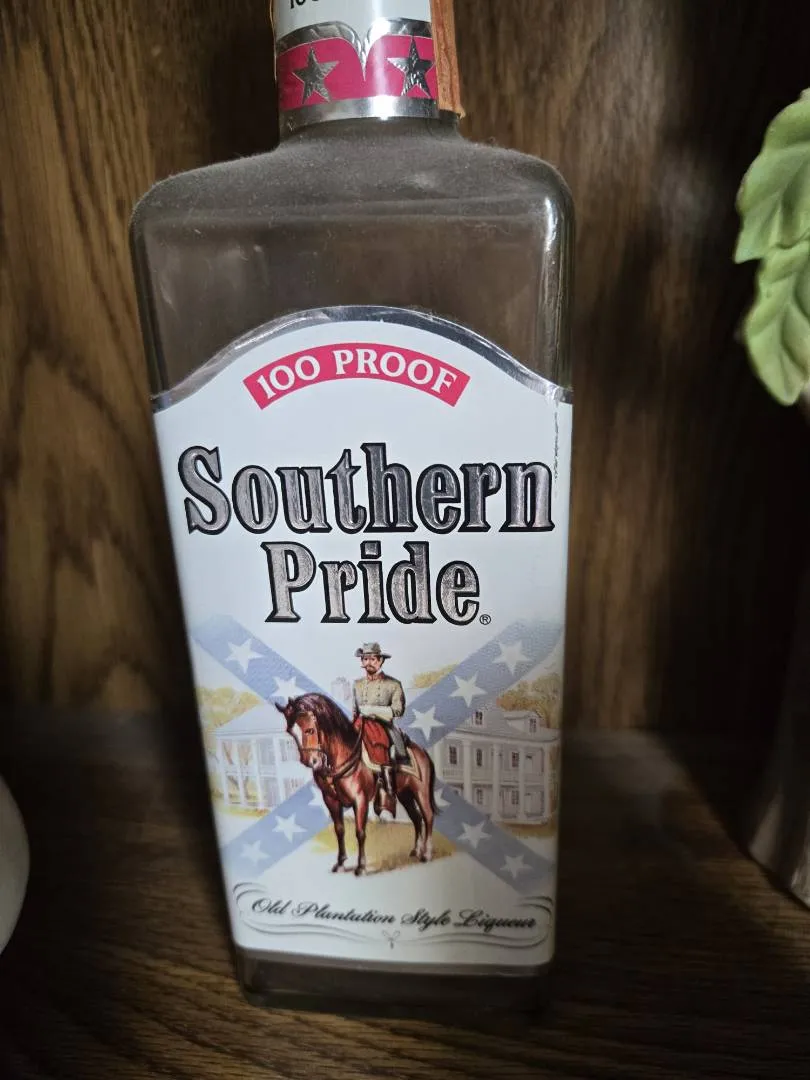 100 PROOF
Southern
Pride®
Old Plantation Style Liqueur